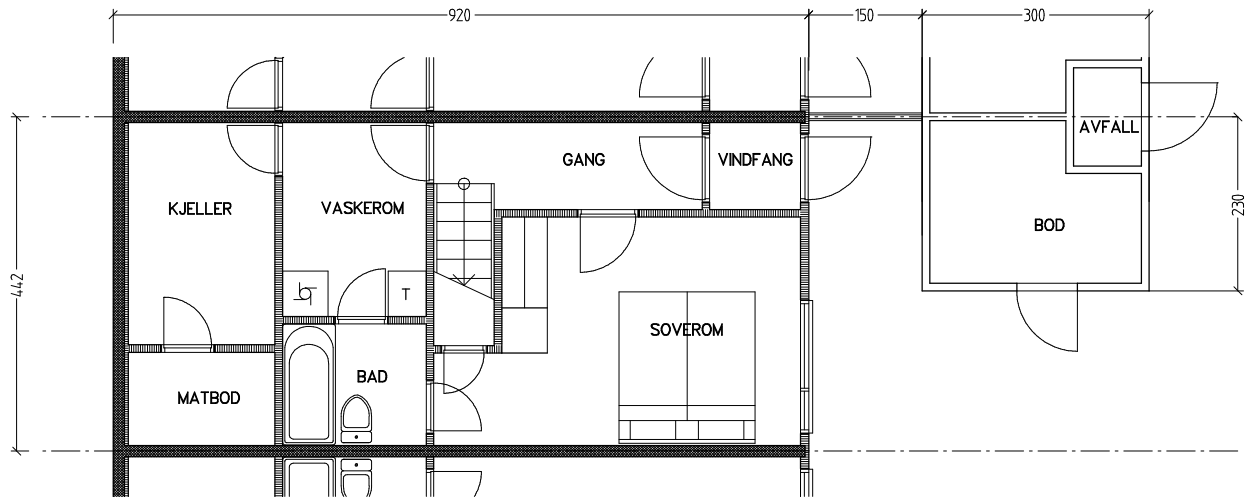 920
150
300
GANG
VINDFANG
AVFALL
KJELLER
VASKEROM
BOD
230
442
T
SOVEROM
BAD
MATBOD